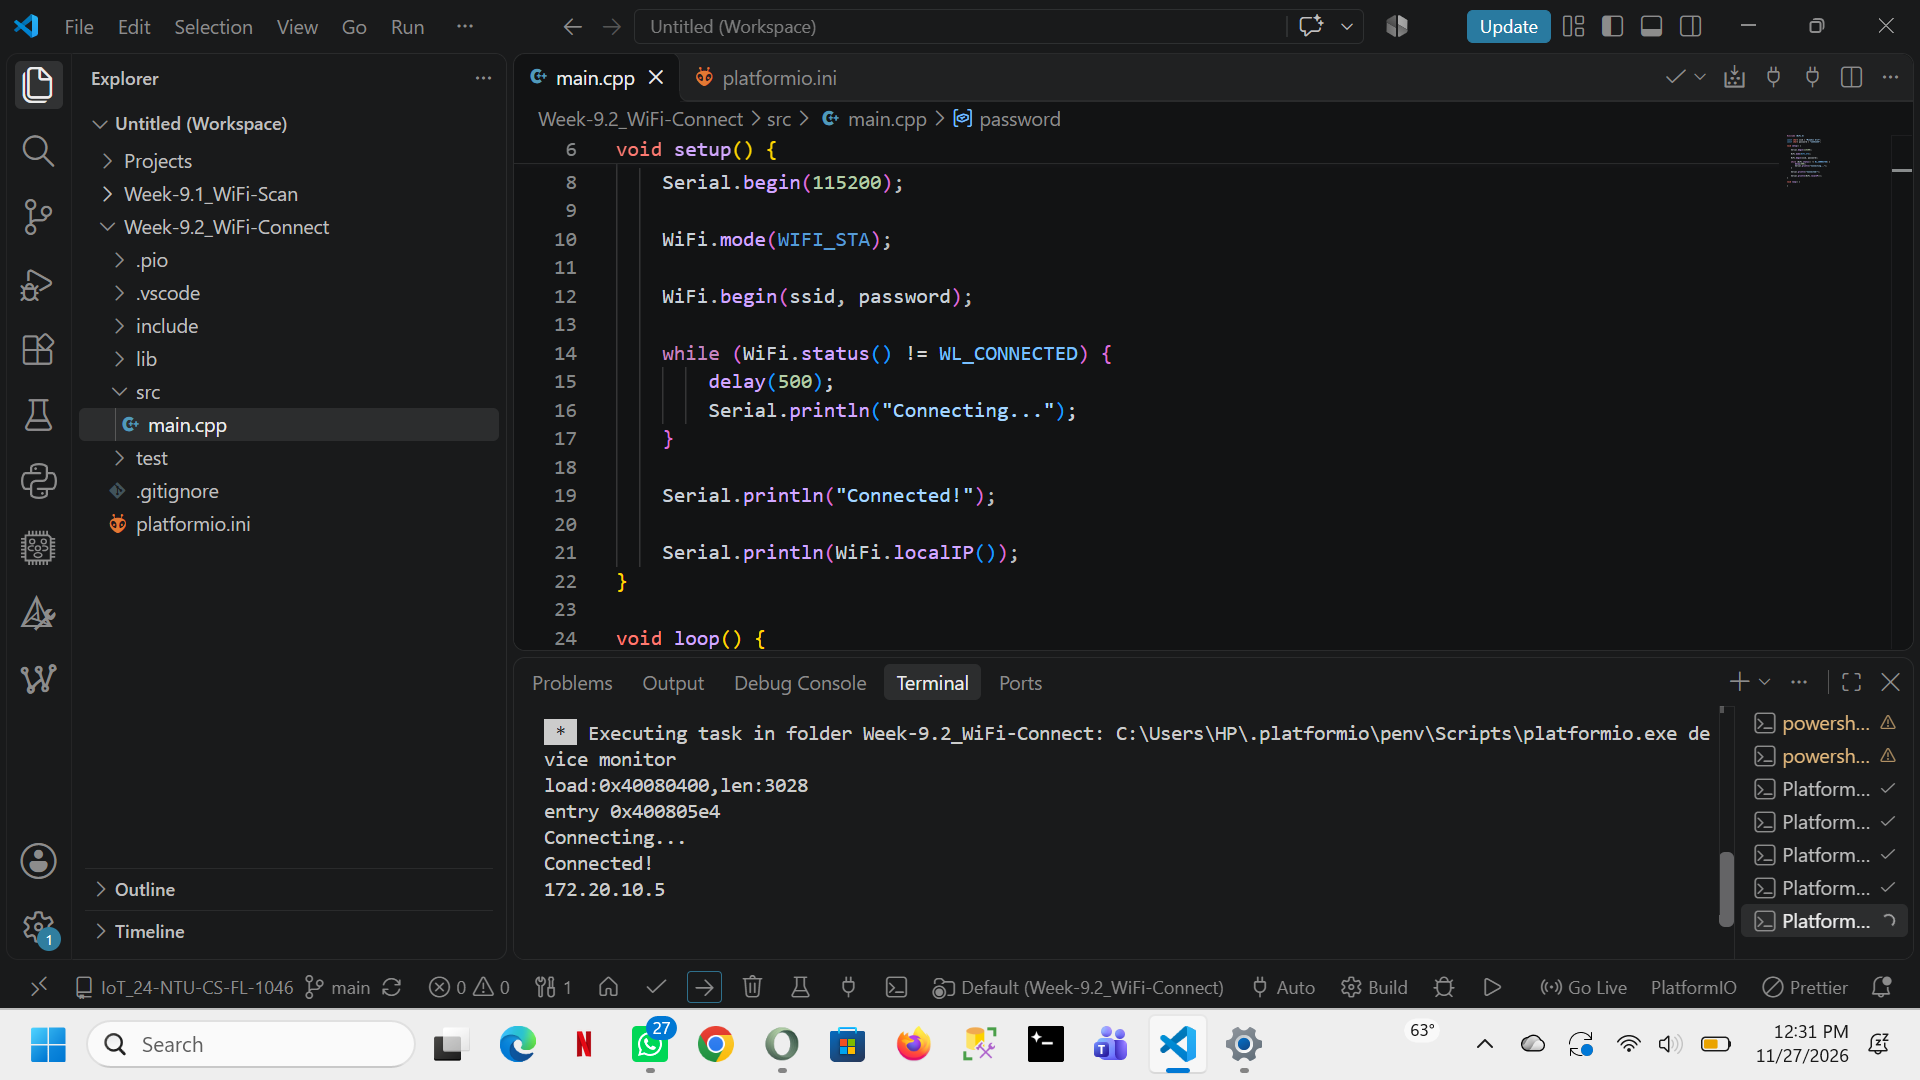 File Edit Selection View Go Run
Untitled (Workspace)
Update
Explorer
Untitled (Workspace)
Projects
Week-9.1_WiFi-Scan
Week-9.2_WiFi-Connect
.pio
.vscode
include
lib
src
main.cpp
test
.gitignore
platformio.ini
Outline
Timeline
1
main.cpp
platformio.ini
Week-9.2_WiFi-Connect > src > main.cpp > password
6 void setup() {
8 Serial.begin(115200);
9
10 WiFi.mode(WIFI_STA);
11
12 WiFi.begin(ssid, password);
13
14 while (WiFi.status() != WL_CONNECTED) {
15 delay(500);
16 Serial.println("Connecting...");
17 }
18
19 Serial.println("Connected!");
20
21 Serial.println(WiFi.localIP());
22 }
23
24 void loop() {
Problems Output Debug Console Terminal Ports
* Executing task in folder Week-9.2_WiFi-Connect: C:\Users\HP\.platformio\penv\Scripts\platformio.exe de
vice monitor
load:0x40080400,len:3028
entry 0x400805e4
Connecting...
Connected!
172.20.10.5
powersh...
powersh...
Platform...
Platform...
Platform...
Platform...
Platform...
IoT_24-NTU-CS-FL-1046 main 0 0 1 Default (Week-9.2_WiFi-Connect) Auto Build Go Live PlatformIO Prettier
Search
27
63°
12:31 PM
11/27/2026